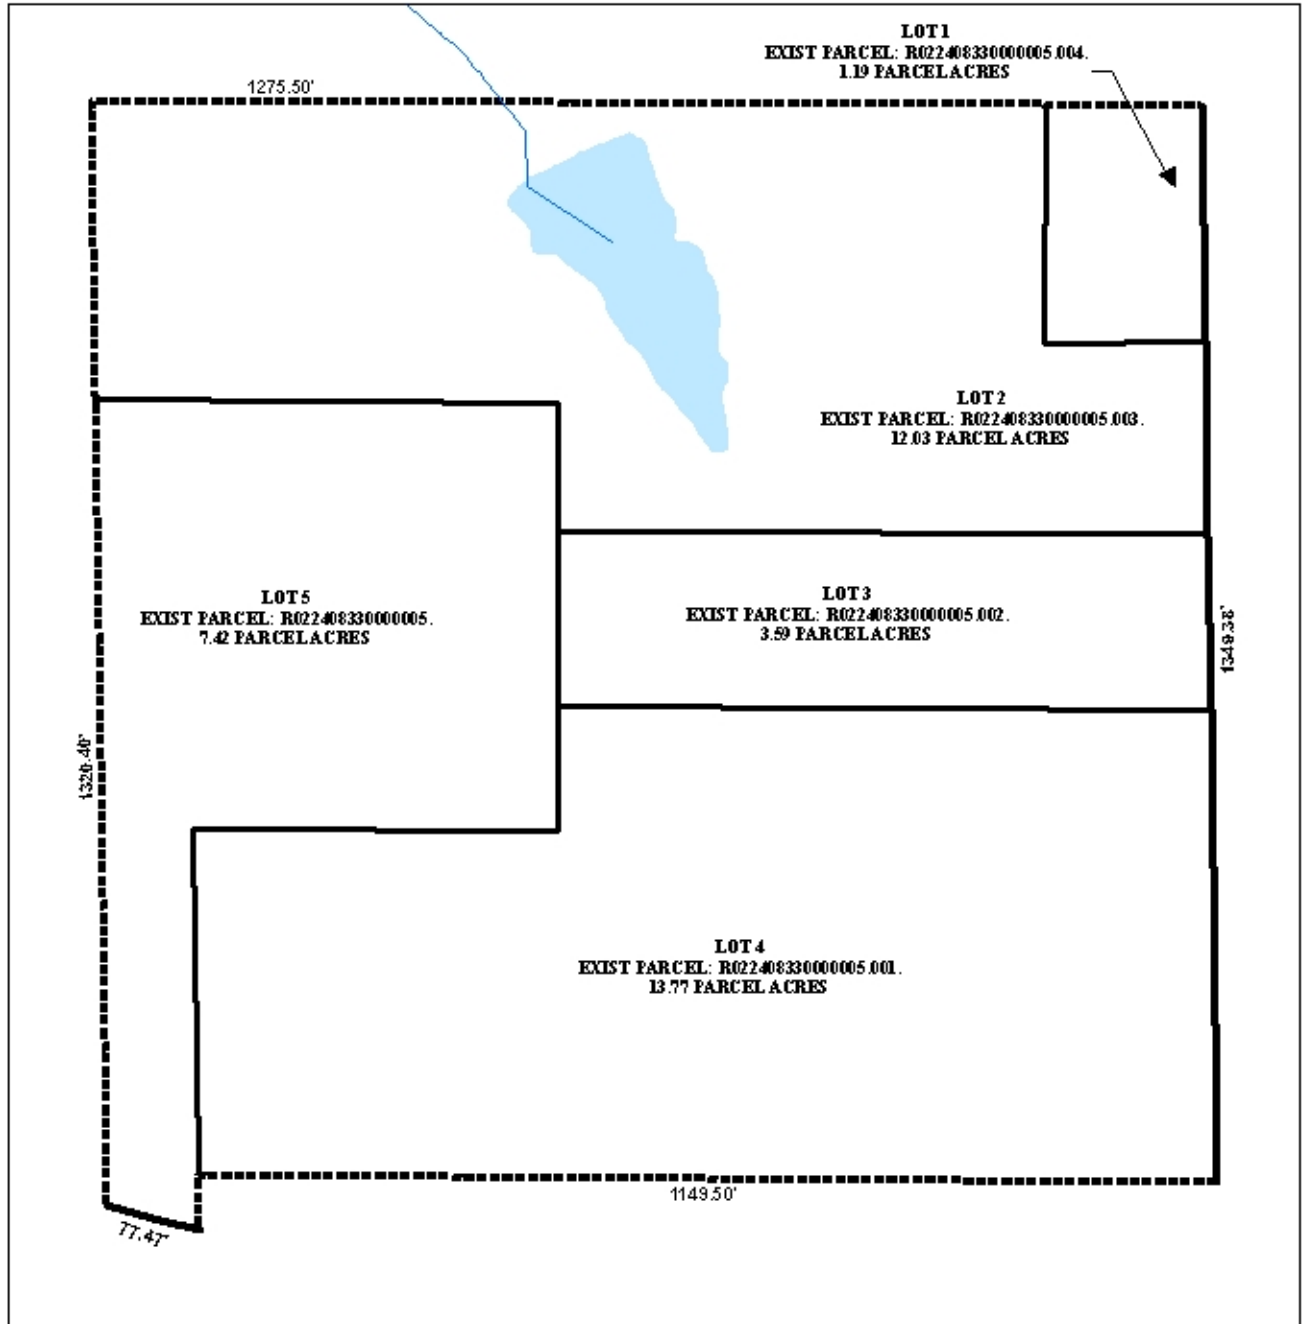 LOT 1
EXIST PARCEL: R022408330000005.004.
1.19 PARCEL ACRES
1275.50'
LOT 2
EXIST PARCEL: R022408330000005.003.
12.03 PARCEL ACRES
LOT 5
EXIST PARCEL: R022408330000005.
7.42 PARCEL ACRES
LOT 3
EXIST PARCEL: R022408330000005.002.
3.59 PARCEL ACRES
1349.38'
1320.40'
LOT 4
EXIST PARCEL: R022408330000005.001.
13.77 PARCEL ACRES
1149.50'
77.47'